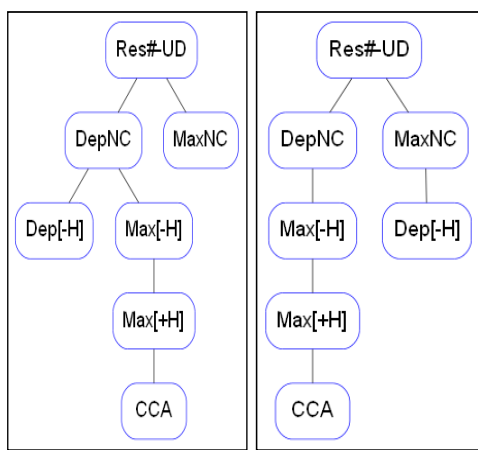 Res#-UD
DepNC MaxNC
Dep[-H] Max[-H]
Max[+H]
CCA
Res#-UD
DepNC MaxNC
Max[-H] Dep[-H]
Max[+H]
CCA